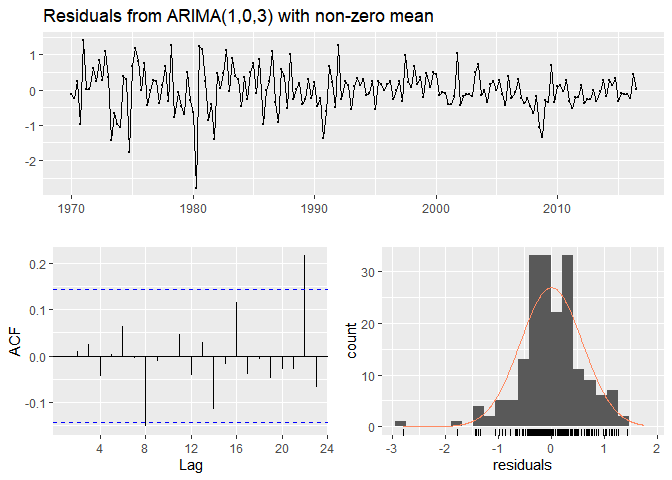 Residuals from ARIMA(1,0,3) with non-zero mean
1
0
-1
-2
1970 1980 1990 2000 2010
ACF
0.2
0.1
0.0
-0.1
4 8 12 16 20 24
Lag
count
30
20
10
0
-3 -2 -1 0 1 2
residuals